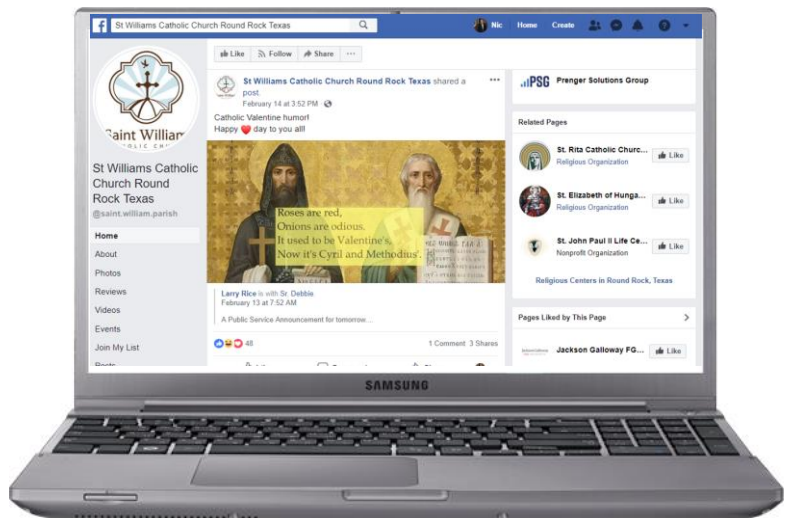 St Williams Catholic Church Round Rock Texas
Nic Home Create
Like Follow Share
Saint William
CATHOLIC CHU
St Williams Catholic
Church Round
Rock Texas
@saint.william.parish
Home
About
Photos
Reviews
Videos
Events
Join My List
Posts
St Williams Catholic Church Round Rock Texas shared a
post.
February 14 at 3:52 PM
Catholic Valentine humor!
Happy ❤ day to you all!
Roses are red,
Onions are odious.
It used to be Valentine's,
Now it's Cyril and Methodius'.
Larry Rice is with Sr. Debbie.
February 13 at 7:52 AM
A Public Service Announcement for tomorrow...
48
1 Comment 3 Shares
PSG Prenger Solutions Group
Related Pages
St. Rita Catholic Churc...
Religious Organization
Like
St. Elizabeth of Hunga...
Religious Organization
Like
St. John Paul II Life Ce...
Nonprofit Organization
Like
Religious Centers in Round Rock, Texas
Pages Liked by This Page
Jackson Galloway FG...
Like
SAMSUNG